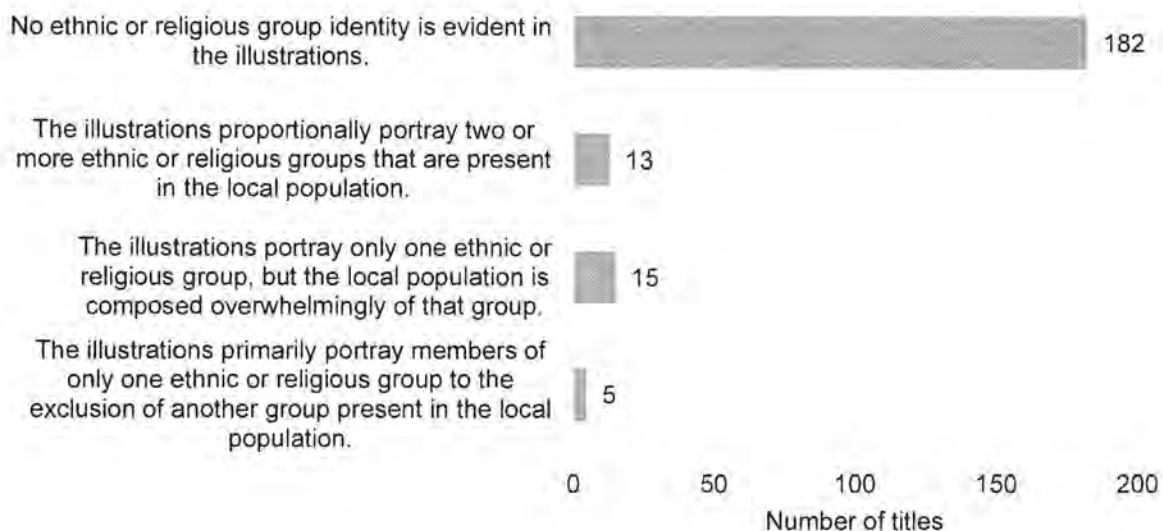 No ethnic or religious group identity is evident in
the illustrations.
182
The illustrations proportionally portray two or
more ethnic or religious groups that are present
in the local population.
13
The illustrations portray only one ethnic or
religious group, but the local population is
composed overwhelmingly of that group.
15
The illustrations primarily portray members of
only one ethnic or religious group to the
exclusion of another group present in the local
population.
5
0 50 100 150 200
Number of titles